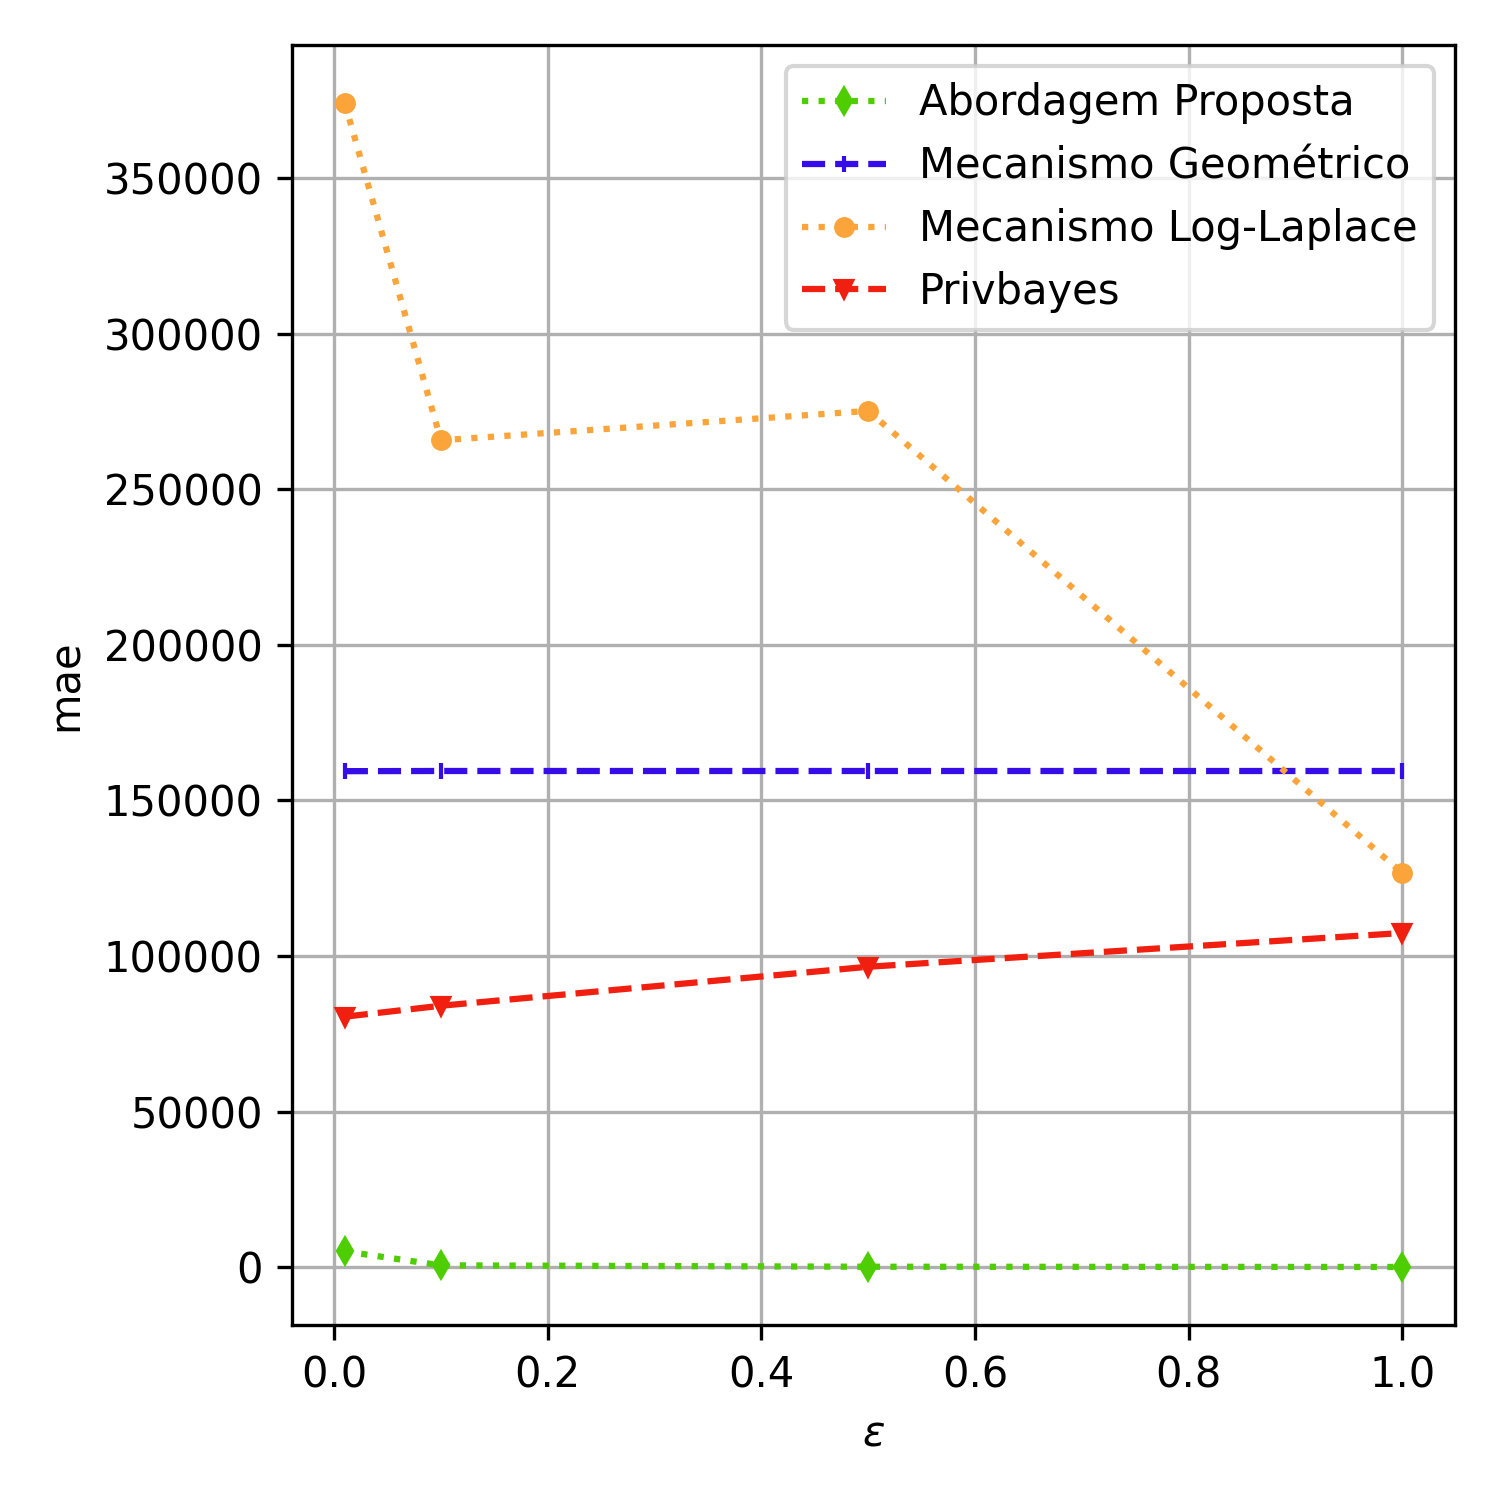 Abordagem Proposta
Mecanismo Geométrico
Mecanismo Log-Laplace
Privbayes
350000
300000
250000
200000
150000
100000
50000
0
mae
0.0 0.2 0.4 0.6 0.8 1.0
ε